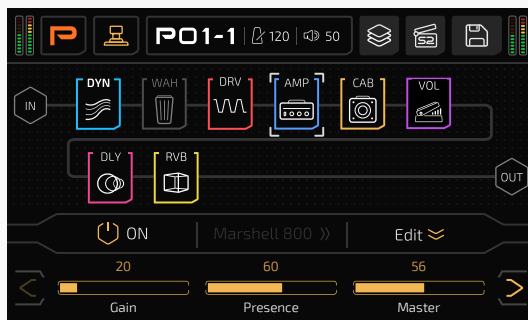 P P01-1 120 50 S2
IN DYN WAH DRV AMP CAB VOL
DLY RVB OUT
ON Marshell 800 Edit
20 60 56
Gain Presence Master